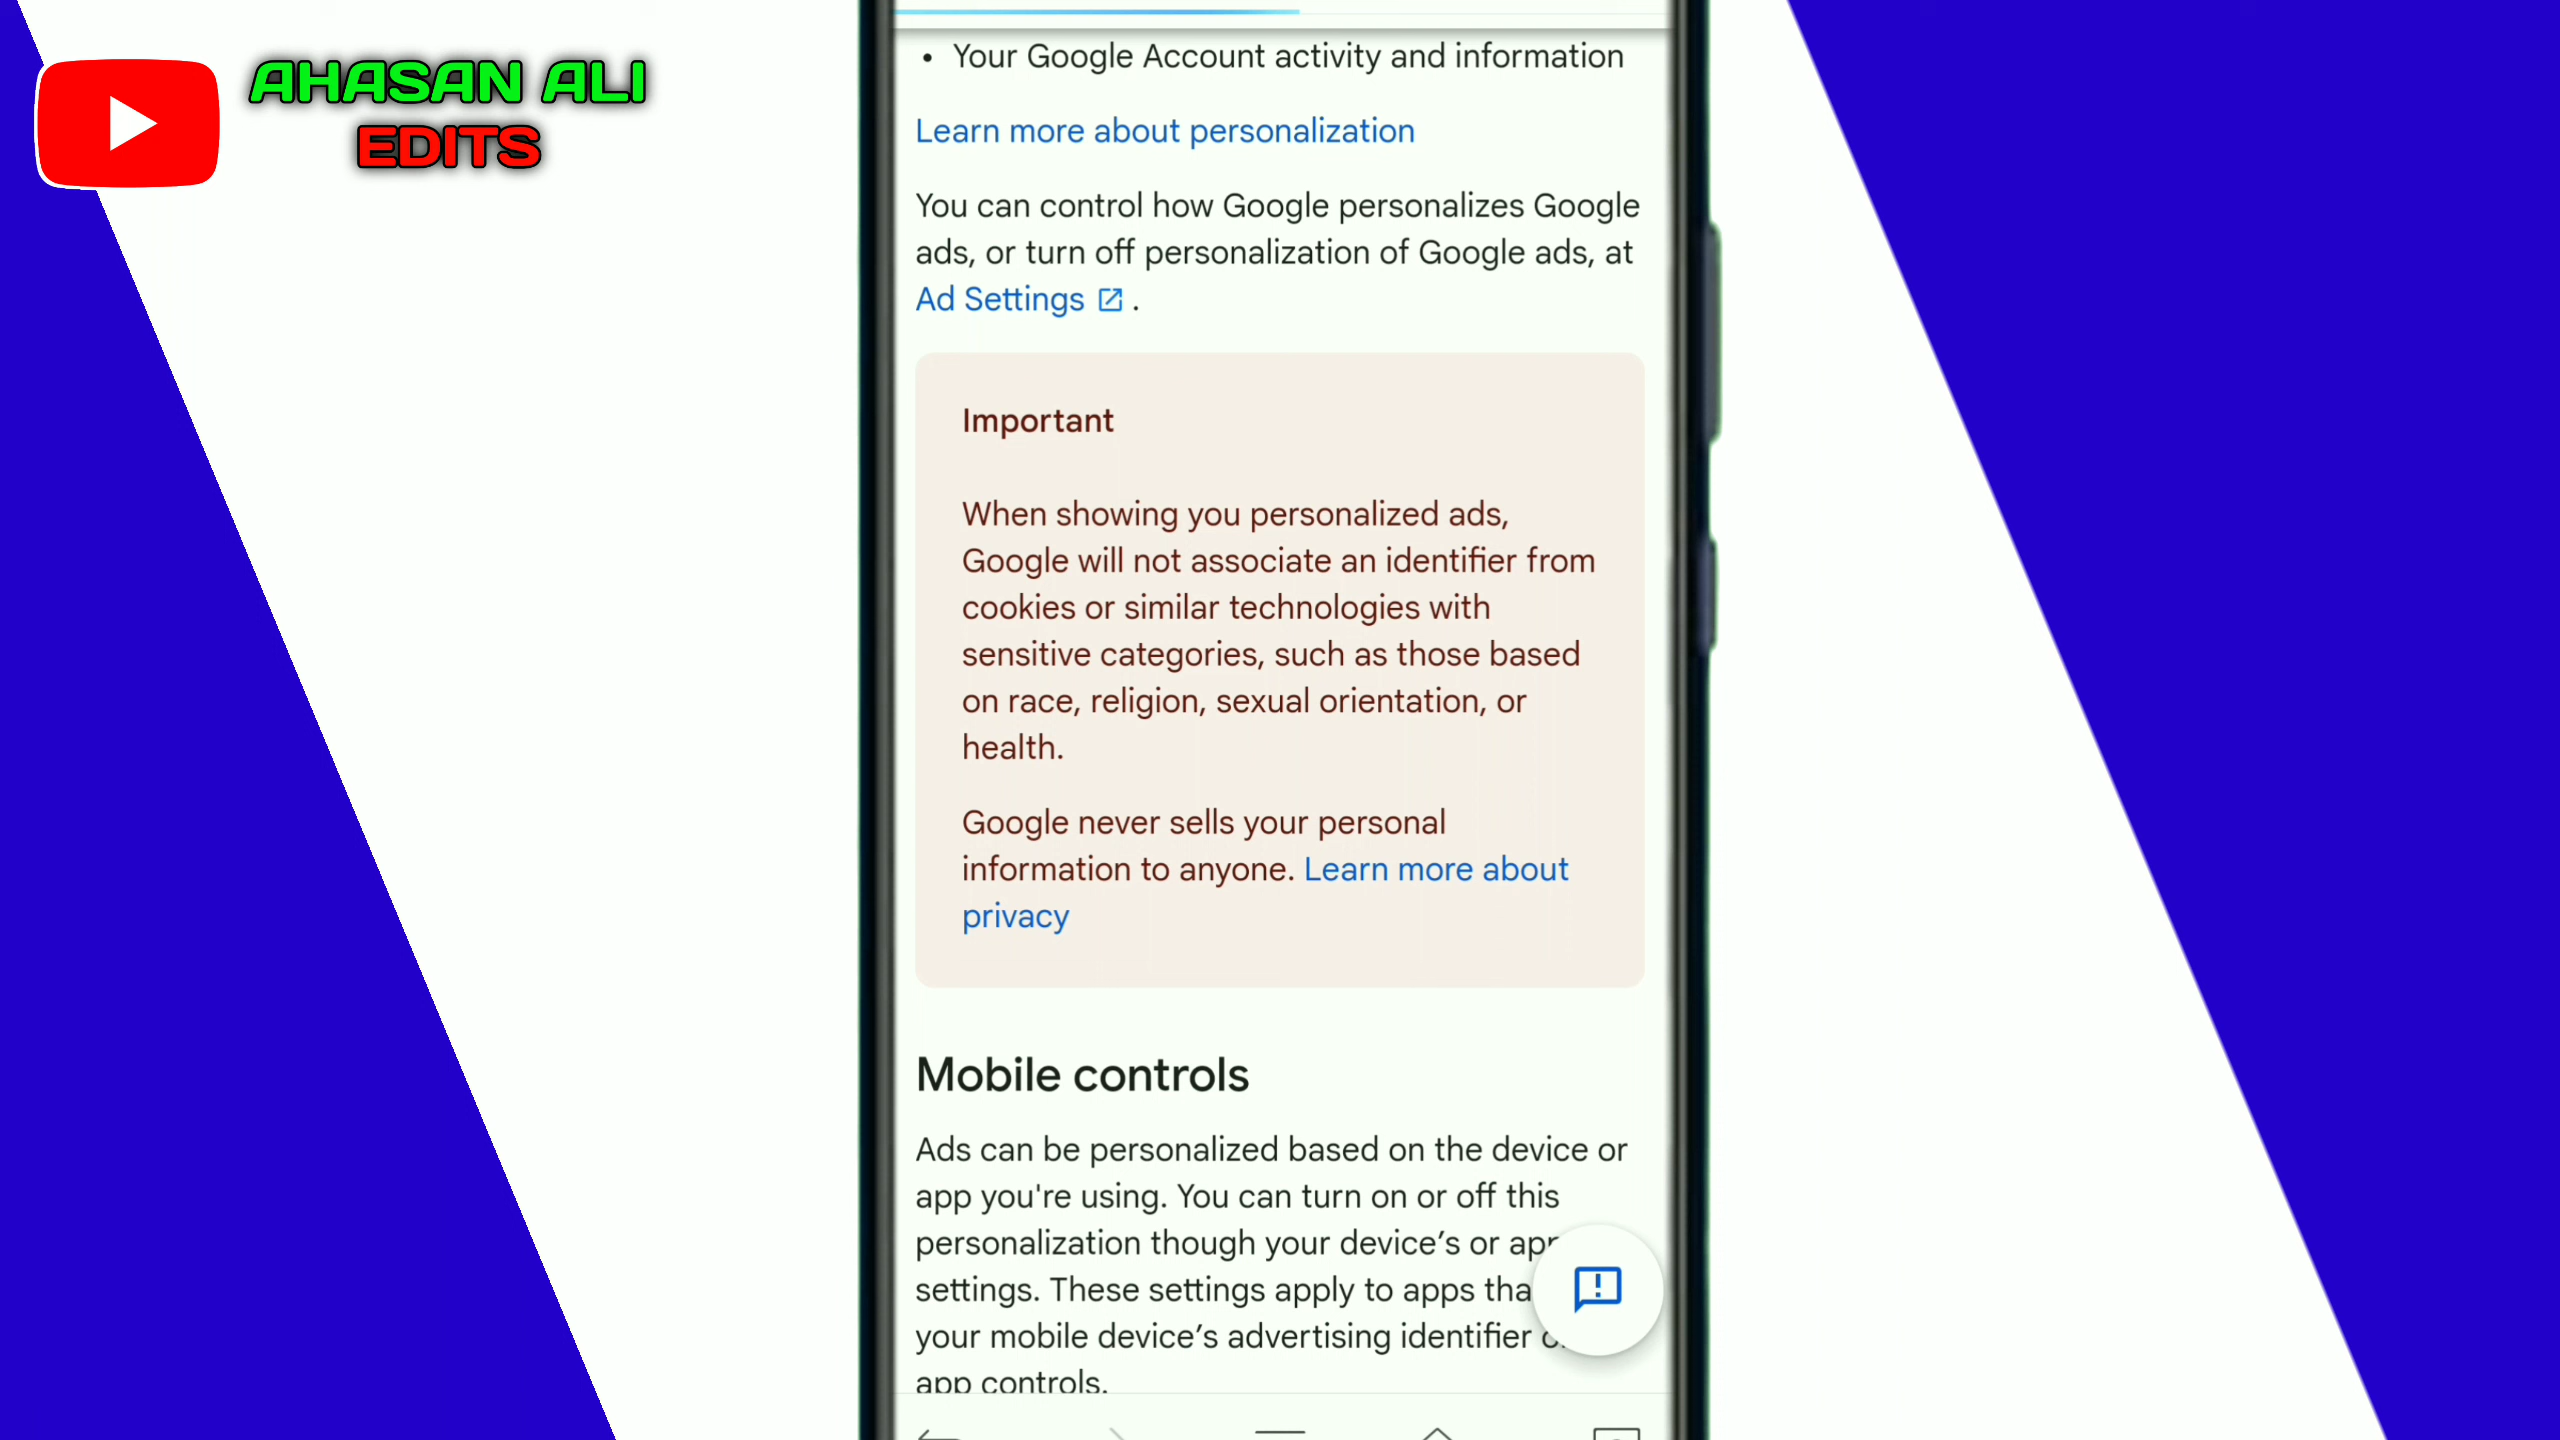 AHASAN ALI
EDITS
• Your Google Account activity and information
Learn more about personalization
You can control how Google personalizes Google
ads, or turn off personalization of Google ads, at
Ad Settings .
Important
When showing you personalized ads,
Google will not associate an identifier from
cookies or similar technologies with
sensitive categories, such as those based
on race, religion, sexual orientation, or
health.
Google never sells your personal
information to anyone. Learn more about
privacy
Mobile controls
Ads can be personalized based on the device or
app you're using. You can turn on or off this
personalization though your device’s or
settings. These settings apply to apps
your mobile device’s advertising identifier
app controls.